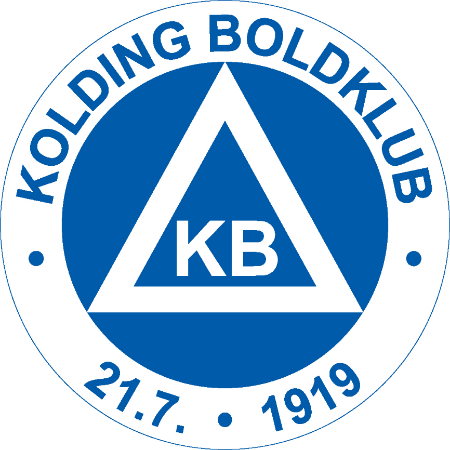 KOLDING BOLDKLUB
KB
21.7. • 1919